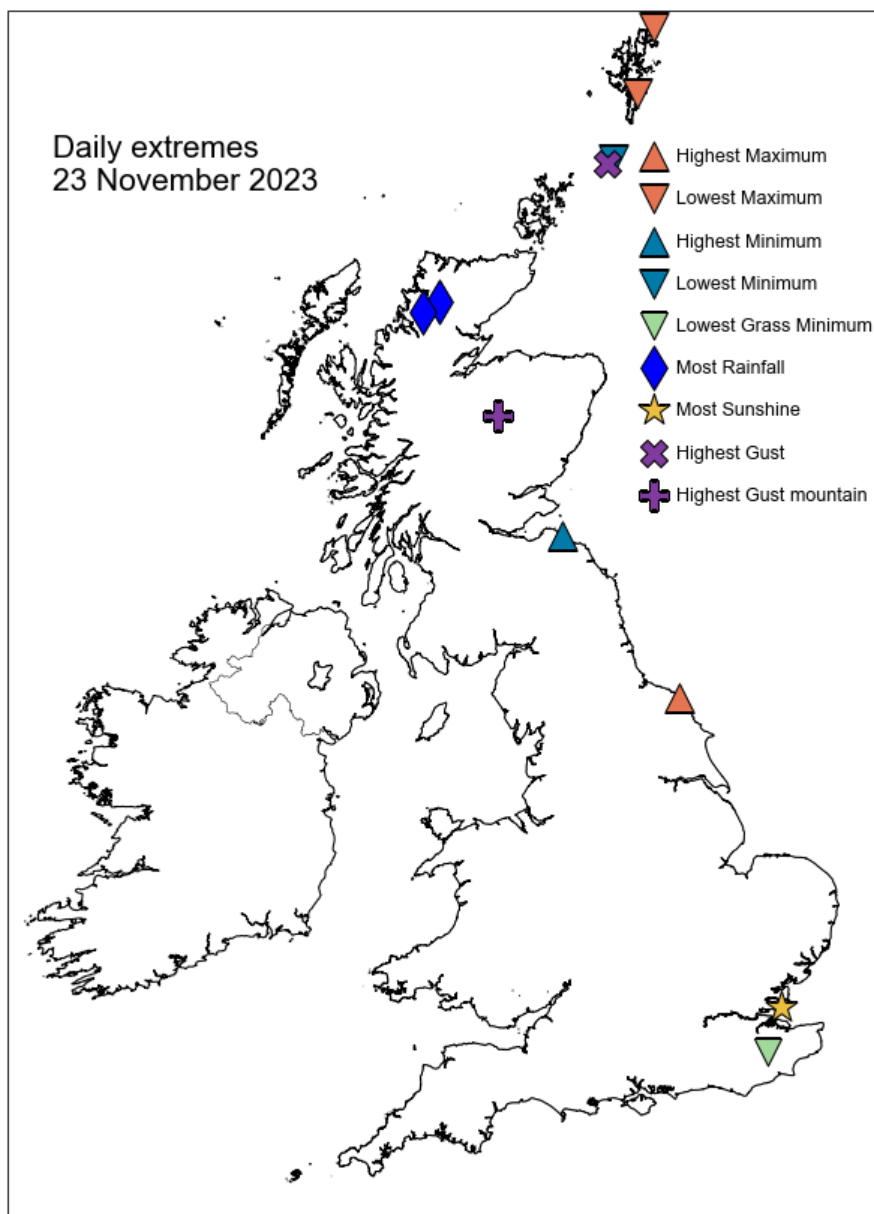 Daily extremes
23 November 2023
Highest Maximum
Lowest Maximum
Highest Minimum
Lowest Minimum
Lowest Grass Minimum
Most Rainfall
Most Sunshine
Highest Gust
Highest Gust mountain